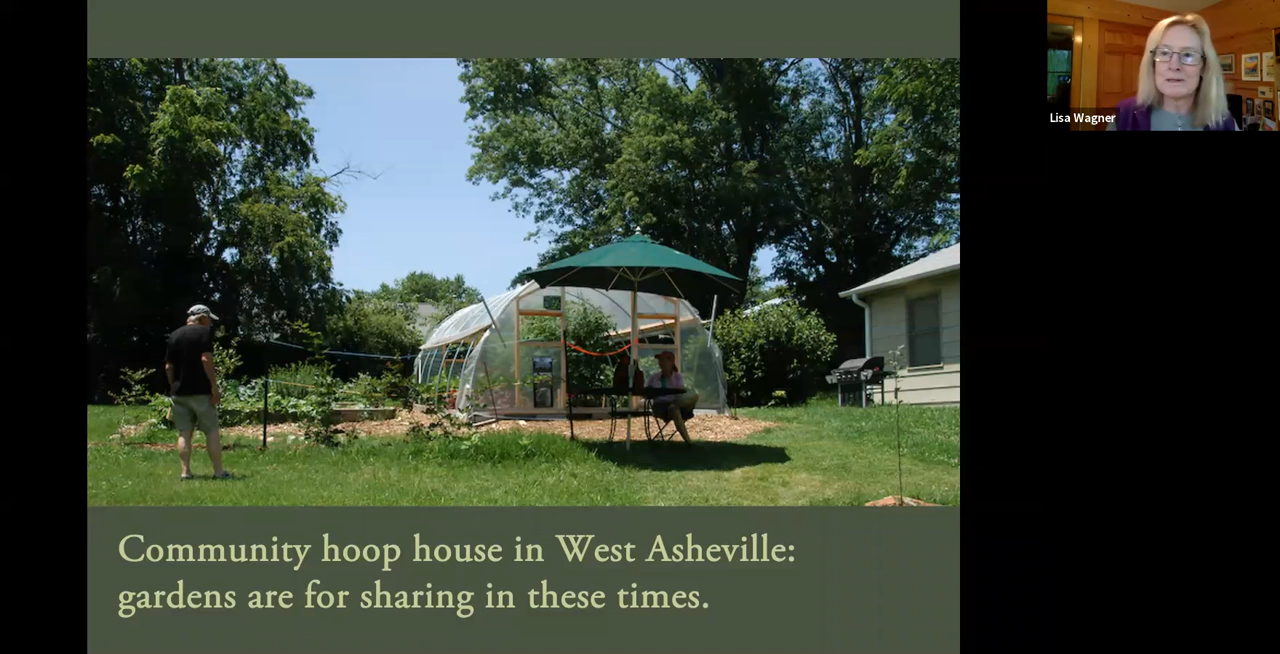 Lisa Wagner
Community hoop house in West Asheville:
gardens are for sharing in these times.